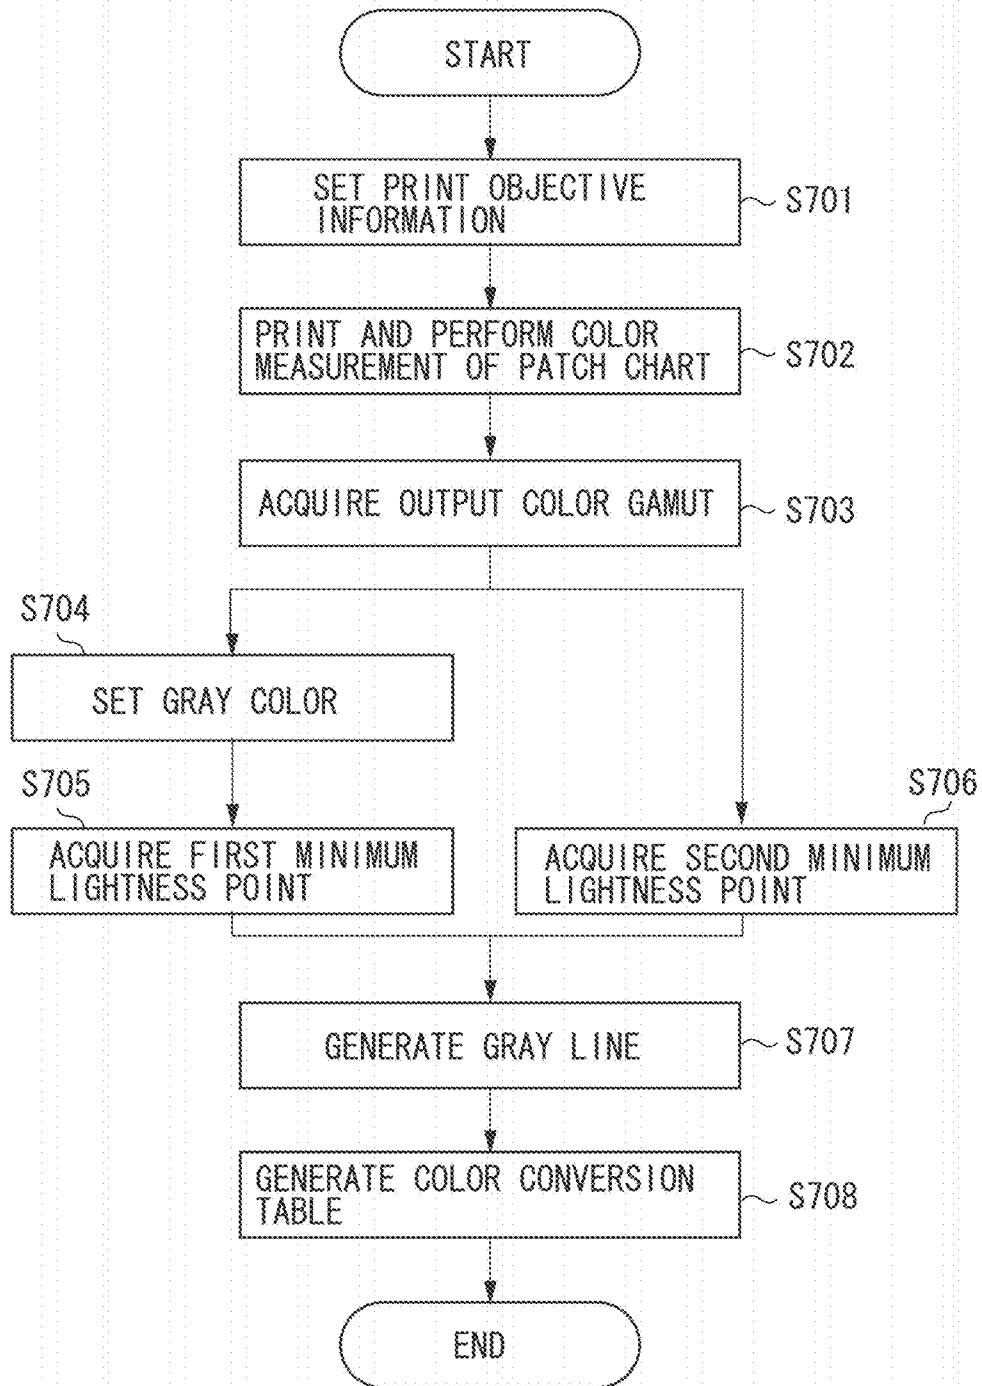 START
SET PRINT OBJECTIVE
INFORMATION
S701
PRINT AND PERFORM COLOR
MEASUREMENT OF PATCH CHART
S702
ACQUIRE OUTPUT COLOR GAMUT
S703
S704
SET GRAY COLOR
S705
ACQUIRE FIRST MINIMUM
LIGHTNESS POINT
S706
ACQUIRE SECOND MINIMUM
LIGHTNESS POINT
GENERATE GRAY LINE
S707
GENERATE COLOR CONVERSION
TABLE
S708
END